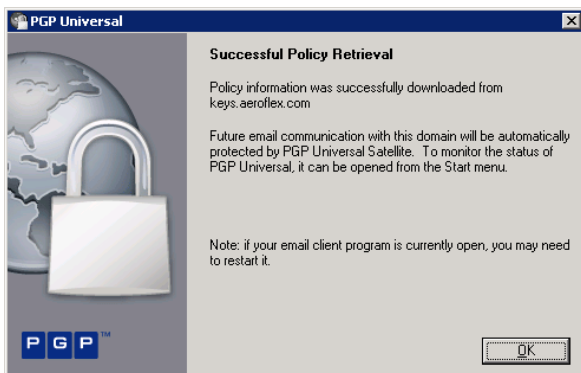 PGP Universal
Successful Policy Retrieval
Policy information was successfully downloaded from
keys.aeroflex.com
Future email communication with this domain will be automatically
protected by PGP Universal Satellite. To monitor the status of
PGP Universal, it can be opened from the Start menu.
Note: if your email client program is currently open, you may need
to restart it.
PGP™
OK